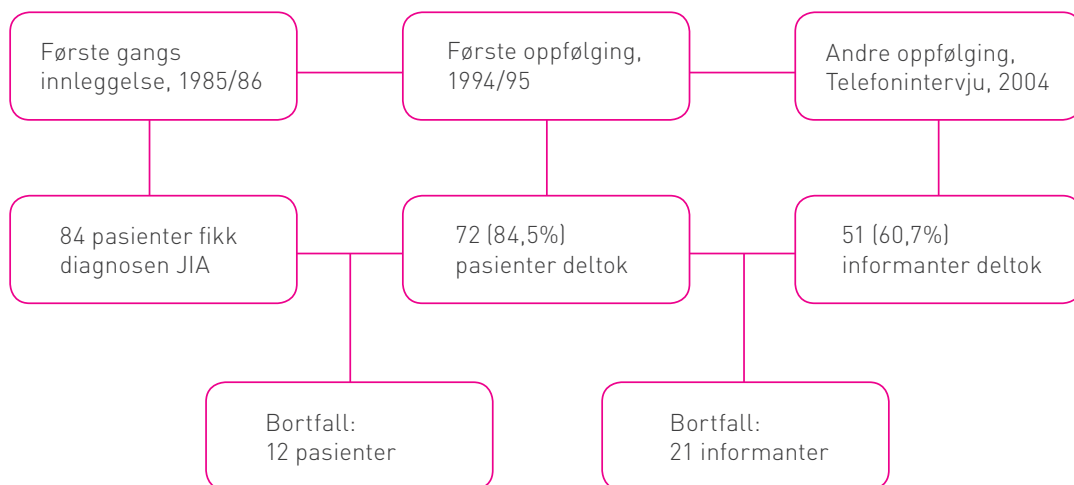 Første gangs
innleggelse, 1985/86
Første oppfølging,
1994/95
Andre oppfølging,
Telefonintervju, 2004
84 pasienter fikk
diagnosen JIA
72 (84,5%)
pasienter deltok
51 (60,7%)
informanter deltok
Bortfall:
12 pasienter
Bortfall:
21 informanter